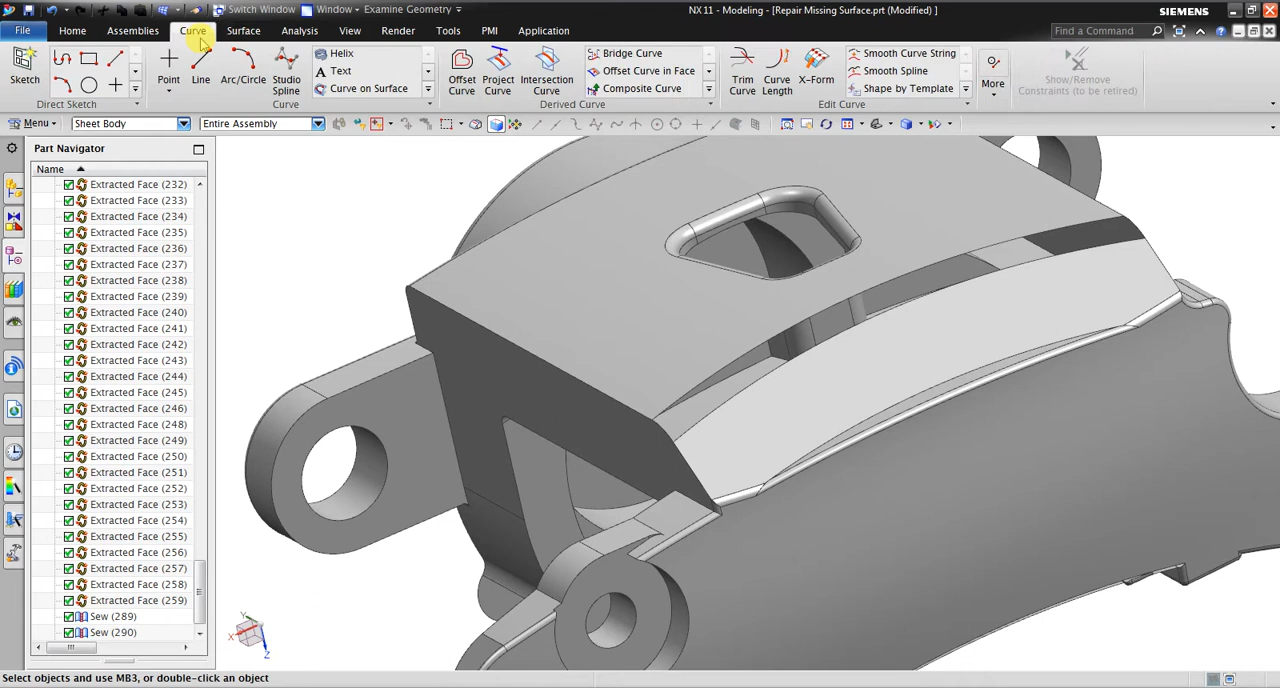 Switch Window Window Examine Geometry NX 11 - Modeling - [Repair Missing Surface.prt (Modified) ] SIEMENS
File Home Assemblies Curve Surface Analysis View Render Tools PMI Application Find a Command
Sketch Point Line Arc/Circle Studio Spline Helix Text Curve on Surface Offset Curve Project Curve Intersection Curve Bridge Curve Offset Curve in Face Composite Curve Trim Curve Curve Length X-Form Smooth Curve String Smooth Spline Shape by Template More Show/Remove Constraints (to be retired)
Direct Sketch Curve Derived Curve Edit Curve
Menu Sheet Body Entire Assembly
Part Navigator
Name
Extracted Face (232)
Extracted Face (233)
Extracted Face (234)
Extracted Face (235)
Extracted Face (236)
Extracted Face (237)
Extracted Face (238)
Extracted Face (239)
Extracted Face (240)
Extracted Face (241)
Extracted Face (242)
Extracted Face (243)
Extracted Face (244)
Extracted Face (245)
Extracted Face (246)
Extracted Face (248)
Extracted Face (249)
Extracted Face (250)
Extracted Face (251)
Extracted Face (252)
Extracted Face (253)
Extracted Face (254)
Extracted Face (255)
Extracted Face (256)
Extracted Face (257)
Extracted Face (258)
Extracted Face (259)
Sew (289)
Sew (290)
Y
X
Z
Select objects and use MB3, or double-click an object